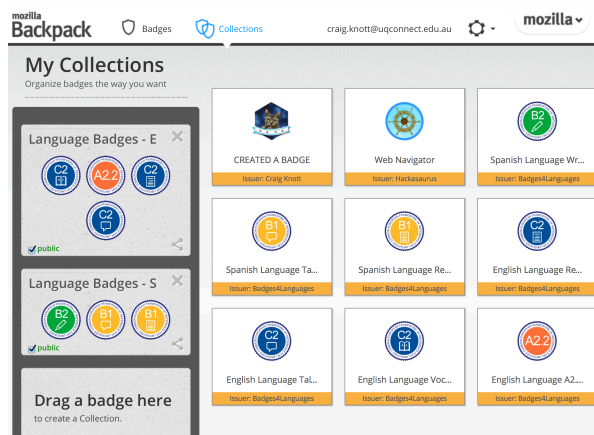 mozilla
Backpack
Badges
Collections
craig.knott@uqconnect.edu.au
mozilla
My Collections
Organize badges the way you want
Language Badges - E
C2
A2.2
C2
C2
public
Language Badges - S
B2
B1
B1
public
Drag a badge here
to create a Collection.
CREATED A BADGE
Issuer: Craig Knott
Web Navigator
Issuer: Hackasaurus
B2
Spanish Language Wr...
Issuer: Badges4Languages
B1
Spanish Language Ta...
Issuer: Badges4Languages
B1
Spanish Language Re...
Issuer: Badges4Languages
C2
English Language Re...
Issuer: Badges4Languages
C2
English Language Tal...
Issuer: Badges4Languages
C2
English Language Voc...
Issuer: Badges4Languages
A2.2
English Language A2....
Issuer: Badges4Languages